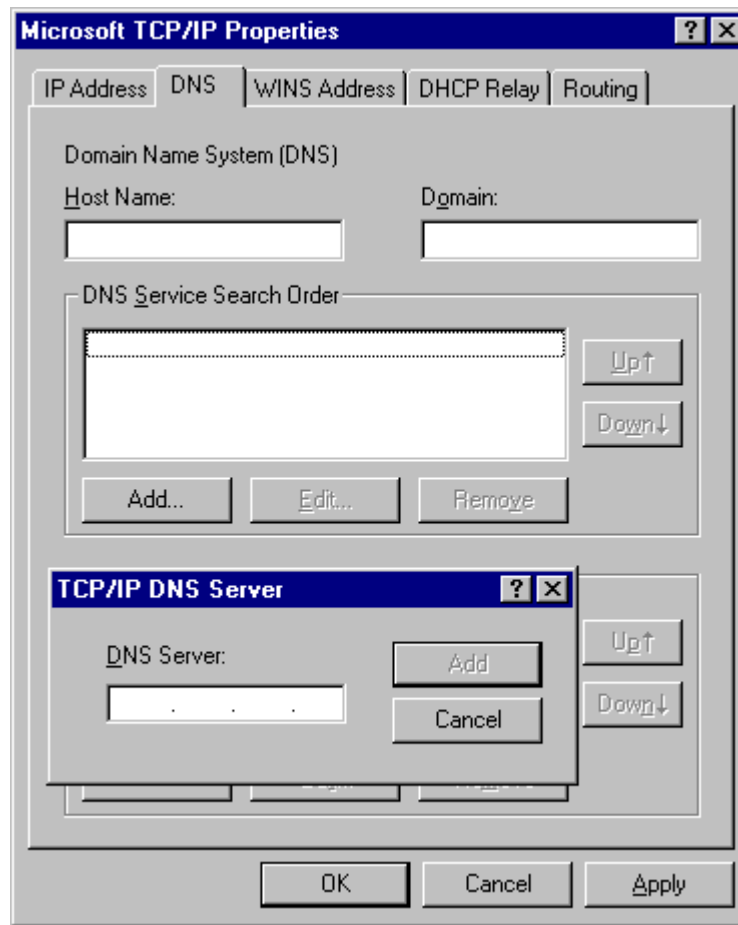 Microsoft TCP/IP Properties
IP Address DNS WINS Address DHCP Relay Routing
Domain Name System (DNS)
Host Name: Domain:
DNS Service Search Order
Up↑
Down↓
Add... Edit... Remove
TCP/IP DNS Server
DNS Server:
Add
Cancel
Up↑
Down↓
OK Cancel Apply